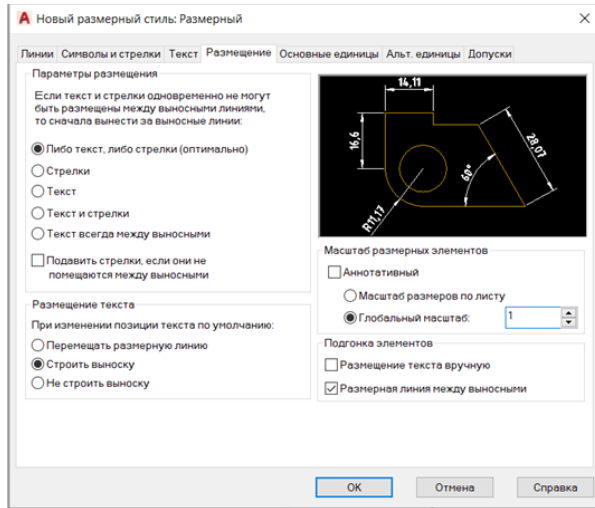 Новый размерный стиль: Размерный
Линии Символы и стрелки Текст Размещение Основные единицы Альт. единицы Допуски
Параметры размещения
Если текст и стрелки одновременно не могут
быть размещены между выносными линиями,
то сначала вынести за выносные линии:
Либо текст, либо стрелки (оптимально)
Стрелки
Текст
Текст и стрелки
Текст всегда между выносными
Подавить стрелки, если они не
помещаются между выносными
Размещение текста
При изменении позиции текста по умолчанию:
Перемещать размерную линию
Строить выноску
Не строить выноску
14,11
16,6
28,07
60°
R11,17
Масштаб размерных элементов
Аннотативный
Масштаб размеров по листу
Глобальный масштаб: 1
Подгонка элементов
Размещение текста вручную
Размерная линия между выносными
ОК Отмена Справка